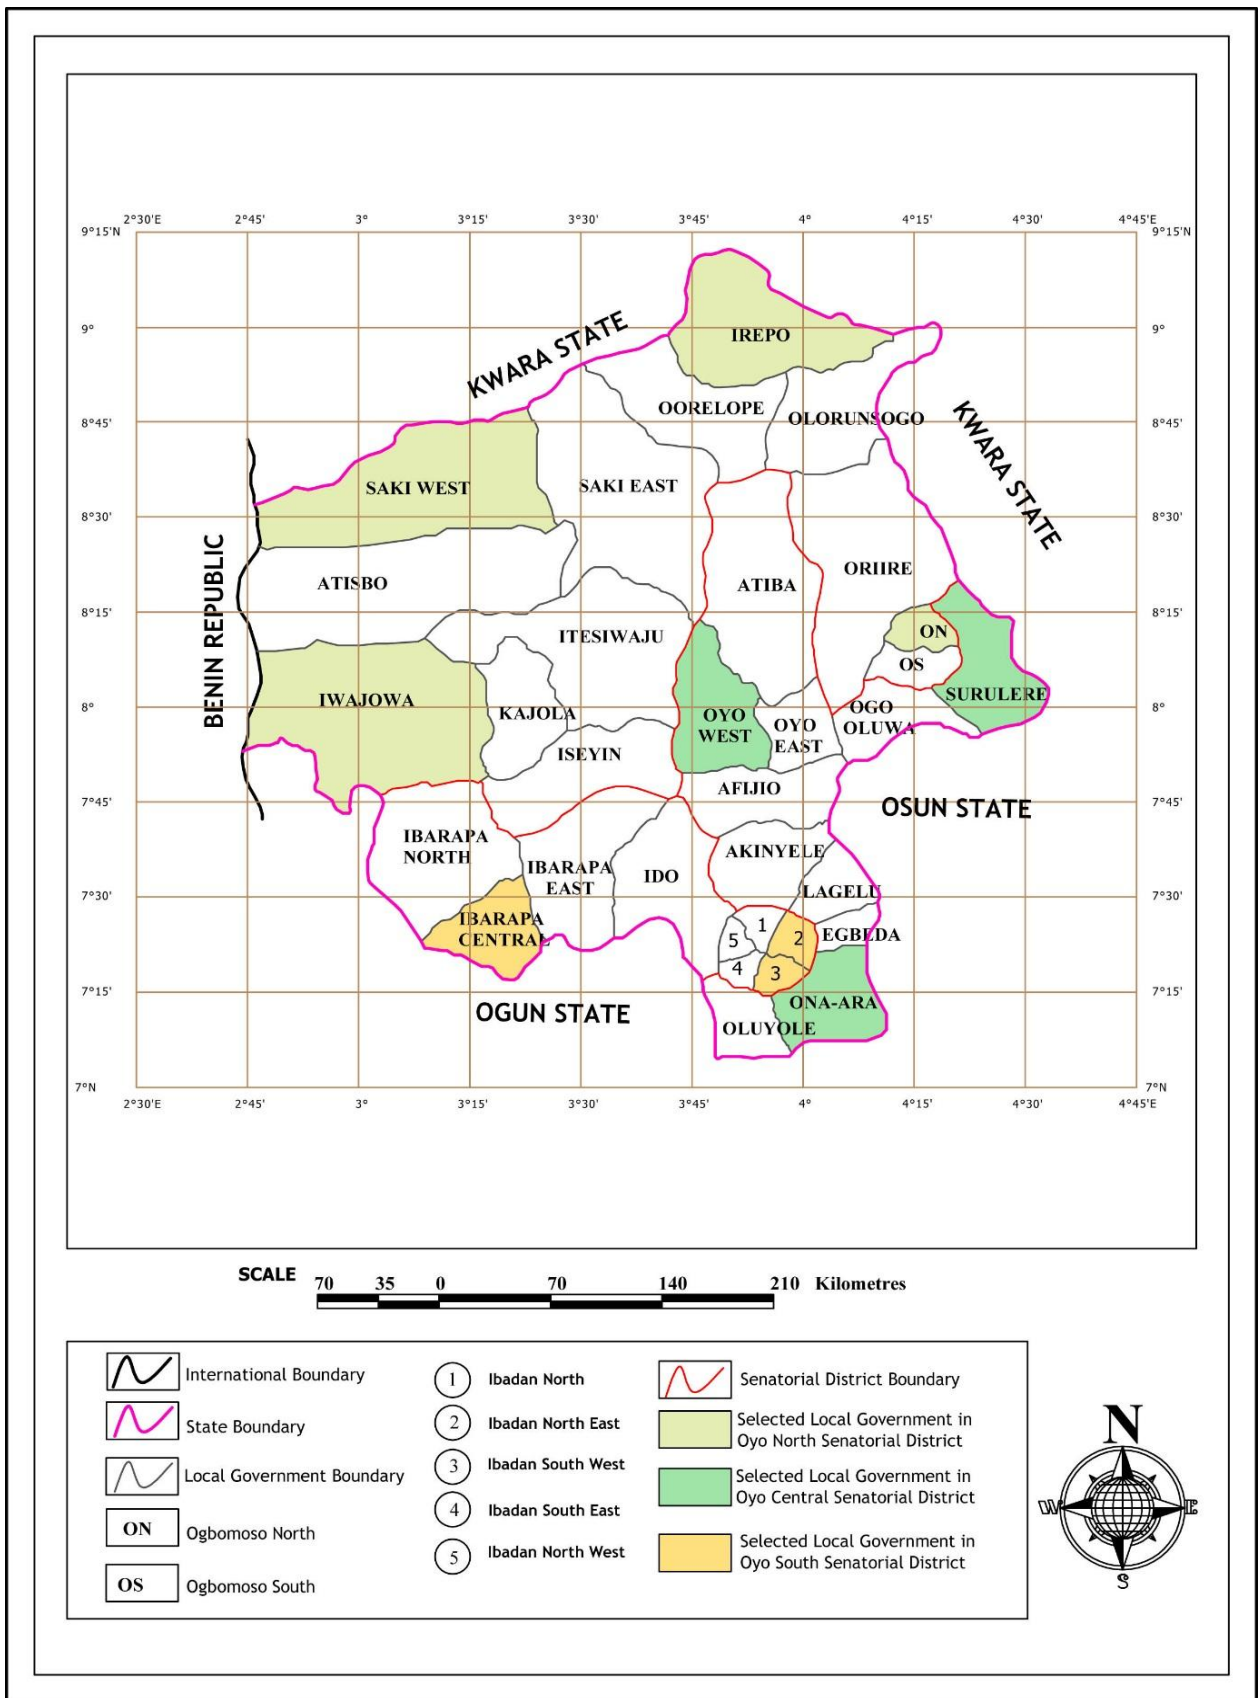 2°30'E 2°45' 3° 3°15' 3°30' 3°45' 4° 4°15' 4°30' 4°45'E
9°15'N 9°15'N
KWARA STATE
9° IREPO 9°
OORELOPE
OLORUNSOGO
8°45' 8°45'
KWARA STATE
SAKI WEST
SAKI EAST
8°30' 8°30'
BENIN REPUBLIC
ATISBO
ATIBA
ORIIRE
8°15' 8°15'
ITESIWAJU
ON
OS
IWAJOWA
SURULERE
8° 8°
KAJOLA
OYO
WEST
OYO
EAST
OGO
OLUWA
ISEYIN
AFIJIO
7°45' 7°45'
OSUN STATE
IBARAPA
NORTH
IBARAPA
EAST
IDO
AKINYELE
LAGELU
7°30' 7°30'
IBARAPA
CENTRAL
1
2
5
EGBEDA
4
3
7°15' 7°15'
ONA-ARA
OGUN STATE
OLUYOLE
7°N 7°N
2°30'E 2°45' 3° 3°15' 3°30' 3°45' 4° 4°15' 4°30' 4°45'E
SCALE 70 35 0 70 140 210 Kilometres
International Boundary
State Boundary
Local Government Boundary
ON Ogbomoso North
OS Ogbomoso South
1 Ibadan North
2 Ibadan North East
3 Ibadan South West
4 Ibadan South East
5 Ibadan North West
Senatorial District Boundary
Selected Local Government in
Oyo North Senatorial District
Selected Local Government in
Oyo Central Senatorial District
Selected Local Government in
Oyo South Senatorial District
N
W E
S